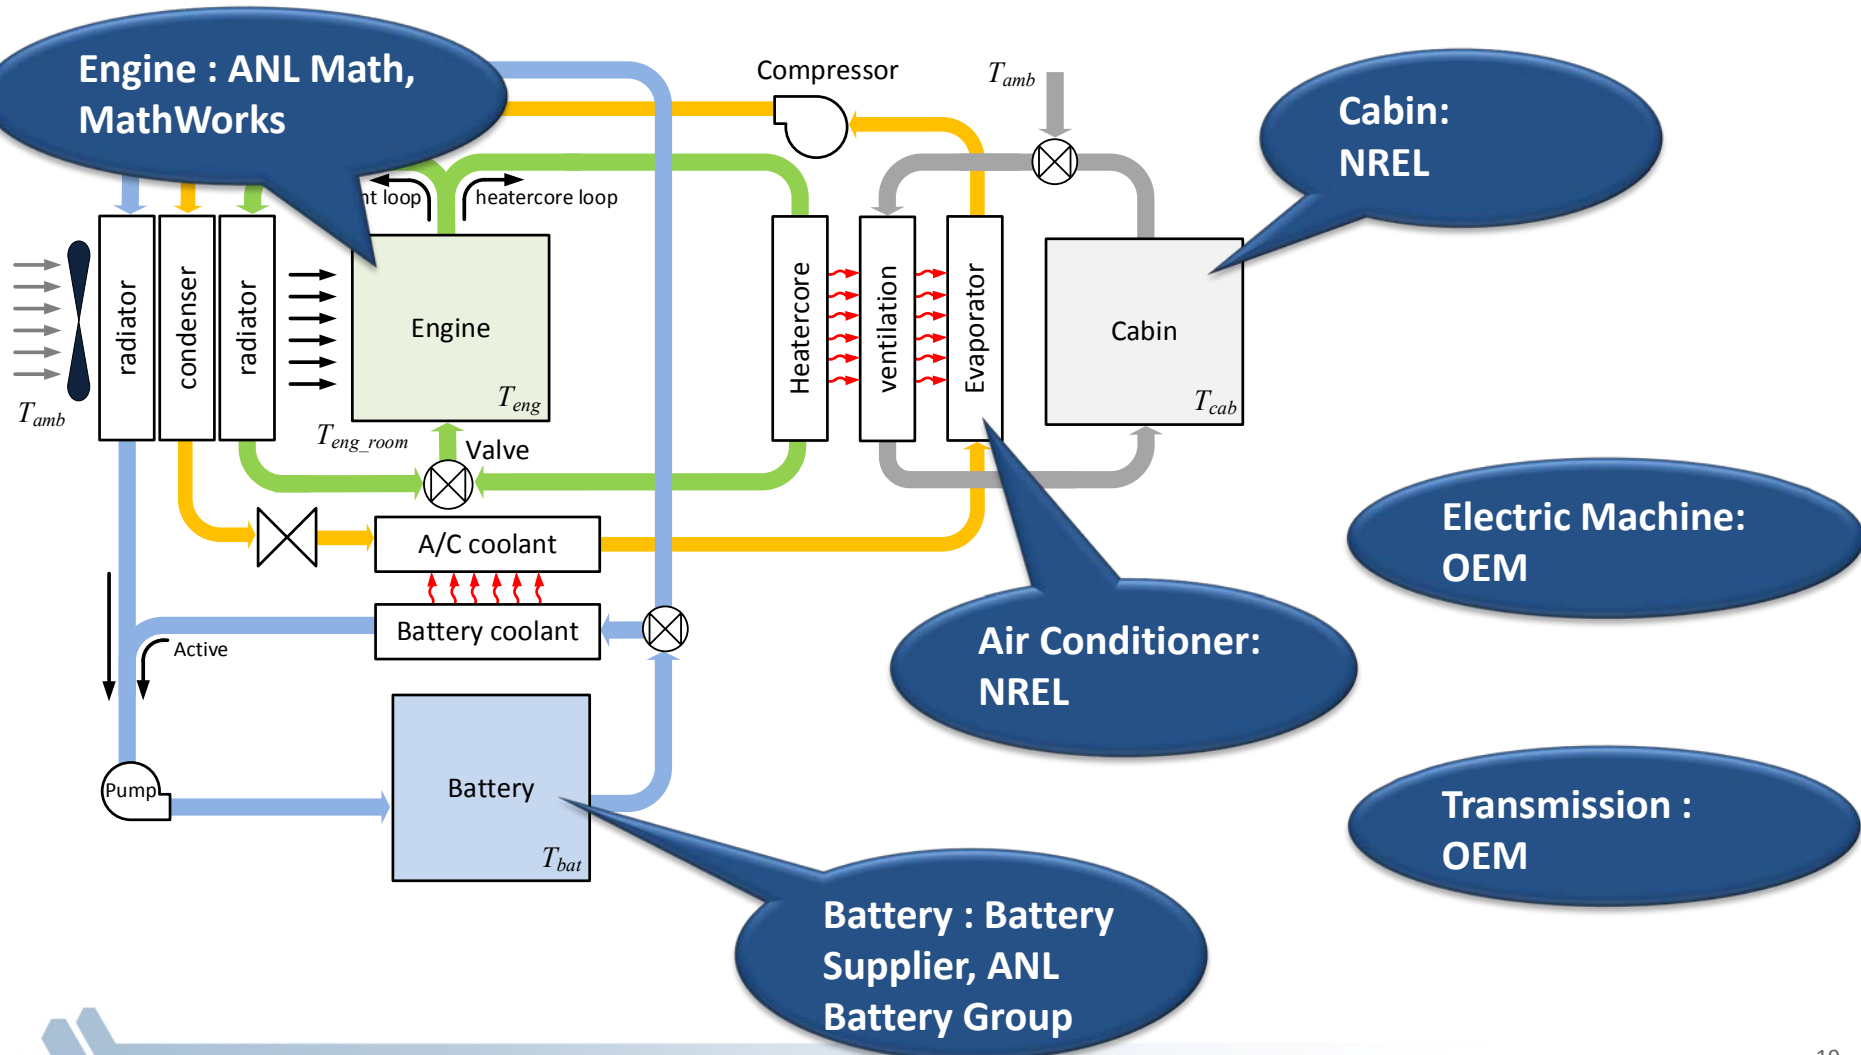 Engine : ANL Math,
MathWorks
Compressor
T_amb
Cabin:
NREL
loop
heatercore loop
radiator
condenser
radiator
Engine
T_eng
Heatercore
ventilation
Evaporator
Cabin
T_cab
T_amb
T_eng_room
Valve
A/C coolant
Battery coolant
Active
Electric Machine:
OEM
Air Conditioner:
NREL
Pump
Battery
T_bat
Transmission :
OEM
Battery : Battery
Supplier, ANL
Battery Group